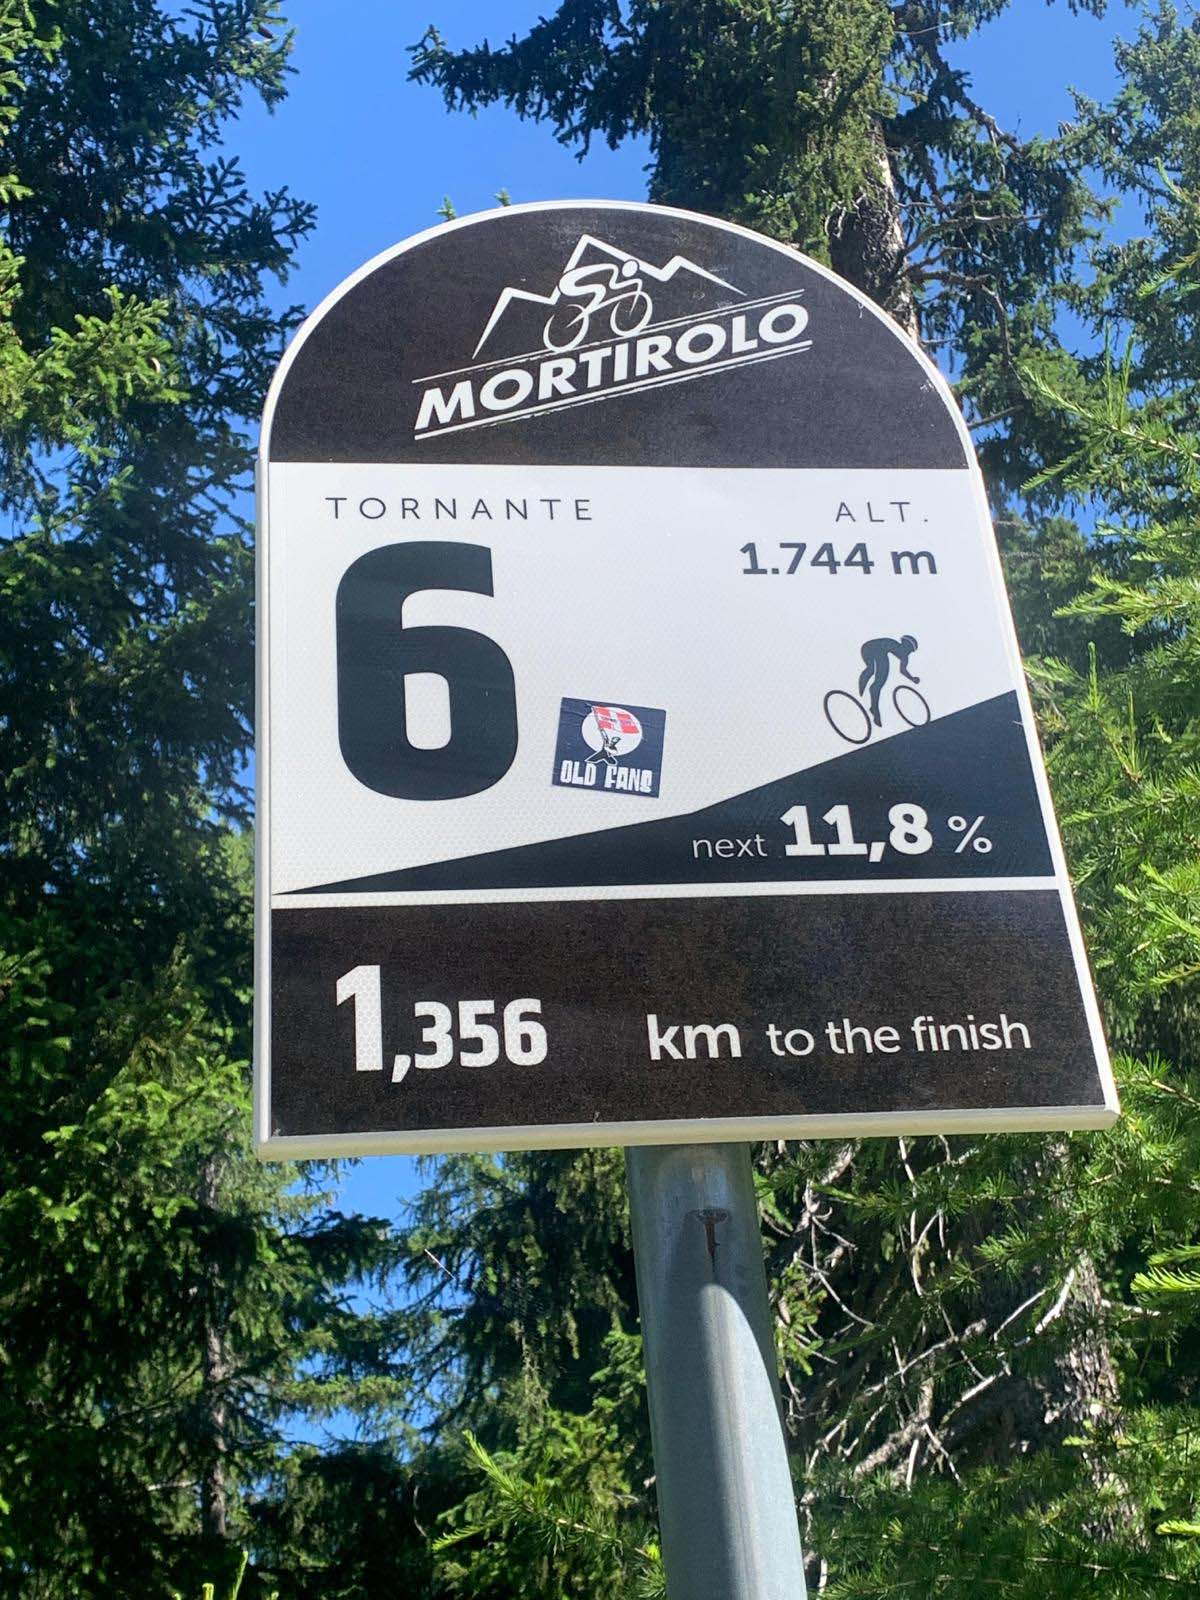 MORTIROLO
TORNANTE
ALT.
6
1.744 m
OLD FANS
next 11,8 %
1,356 km to the finish